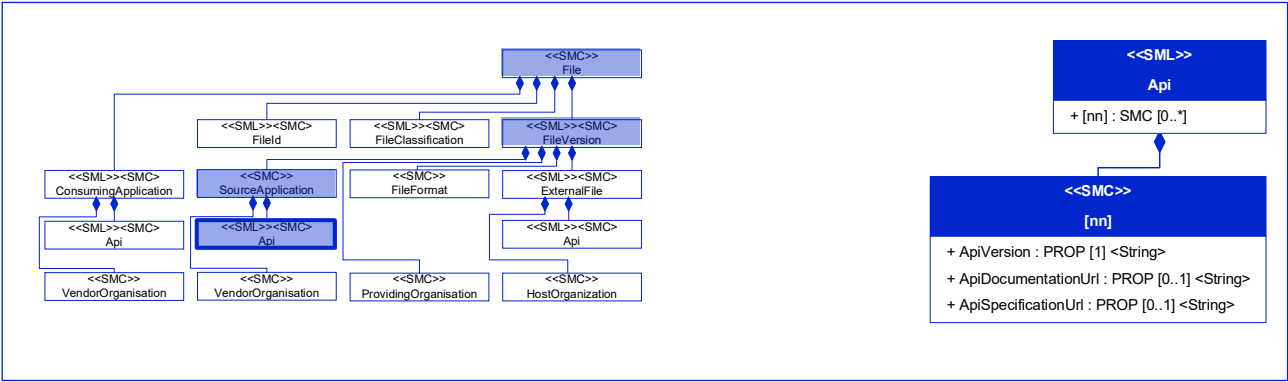 <<SMC>>
File
<<SML>><SMC>
FileId
<<SML>><SMC>
FileClassification
<<SML>><SMC>
FileVersion
<<SML>><SMC>
ConsumingApplication
<<SMC>>
SourceApplication
<<SMC>>
FileFormat
<<SML>><SMC>
ExternalFile
<<SML>><SMC>
Api
<<SML>><SMC>
Api
<<SML>><SMC>
Api
<<SMC>>
VendorOrganisation
<<SMC>>
VendorOrganisation
<<SMC>>
ProvidingOrganisation
<<SMC>>
HostOrganization
<<SML>>
Api
+ [nn] : SMC [0..*]
<<SMC>>
[nn]
+ ApiVersion : PROP [1] <String>
+ ApiDocumentationUrl : PROP [0..1] <String>
+ ApiSpecificationUrl : PROP [0..1] <String>